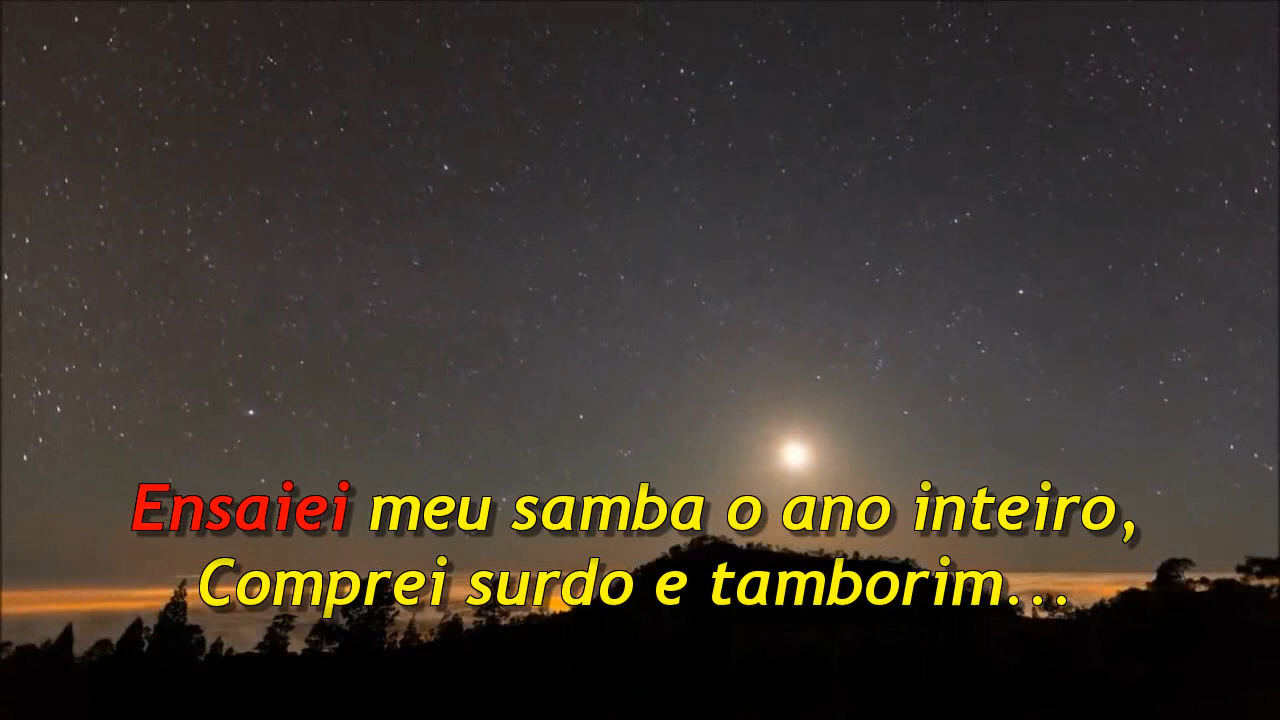 Ensaiei meu samba o ano inteiro,
Comprei surdo e tamborim...